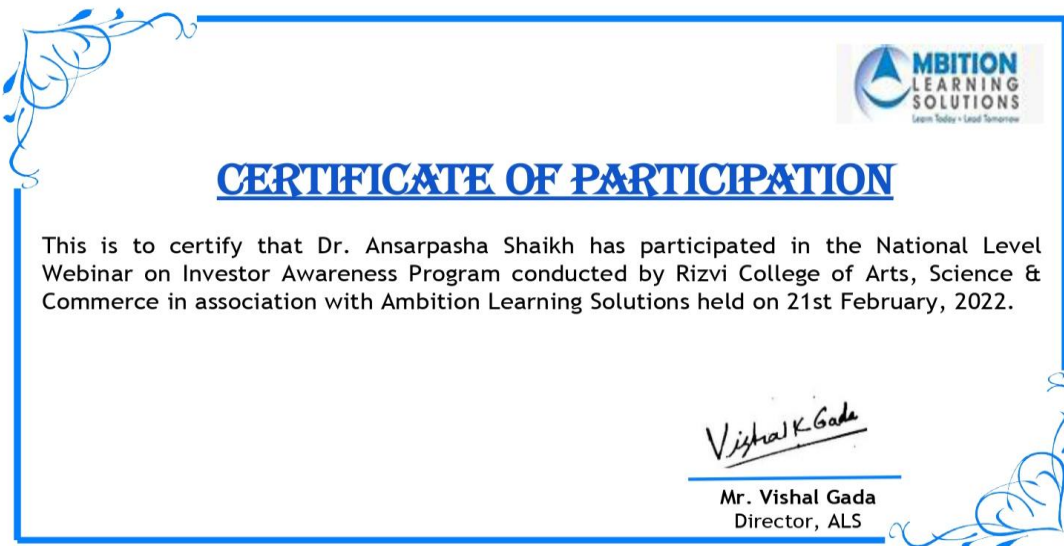 MBITION
LEARNING
SOLUTIONS
Learn Today - Lead Tomorrow
CERTIFICATE OF PARTICIPATION
This is to certify that Dr. Ansarpasha Shaikh has participated in the National Level
Webinar on Investor Awareness Program conducted by Rizvi College of Arts, Science &
Commerce in association with Ambition Learning Solutions held on 21st February, 2022.
Vishal K Gada
Mr. Vishal Gada
Director, ALS